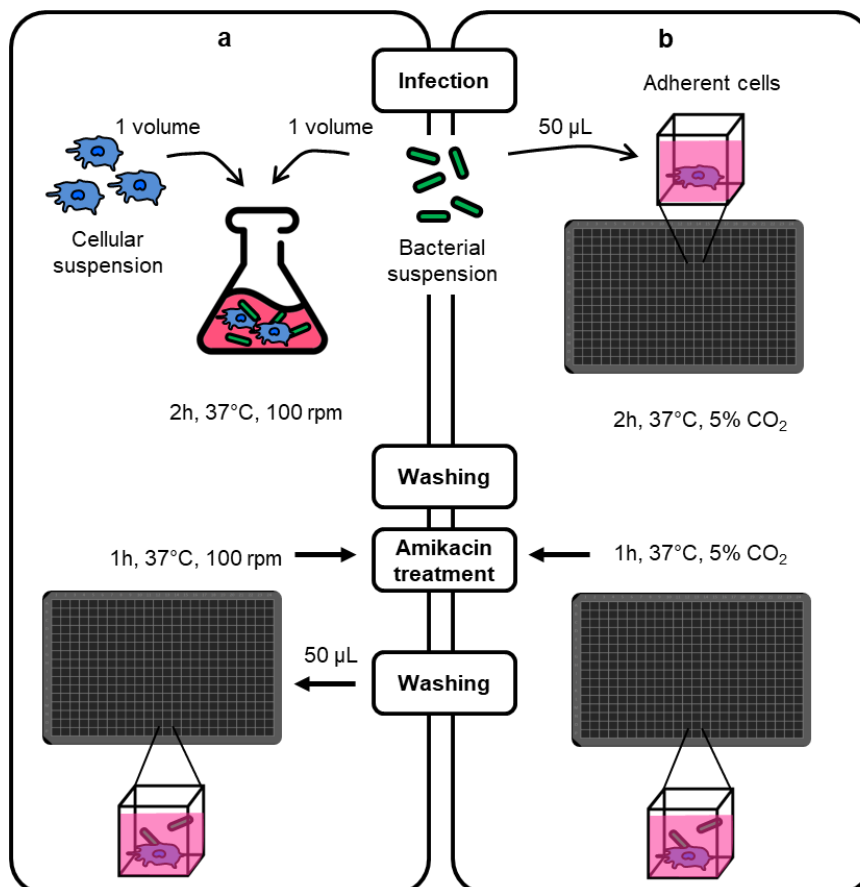 a
b
Infection
Adherent cells
1 volume
1 volume
50 µL
Cellular
suspension
Bacterial
suspension
2h, 37°C, 100 rpm
2h, 37°C, 5% CO₂
Washing
1h, 37°C, 100 rpm
Amikacin
treatment
1h, 37°C, 5% CO₂
50 µL
Washing